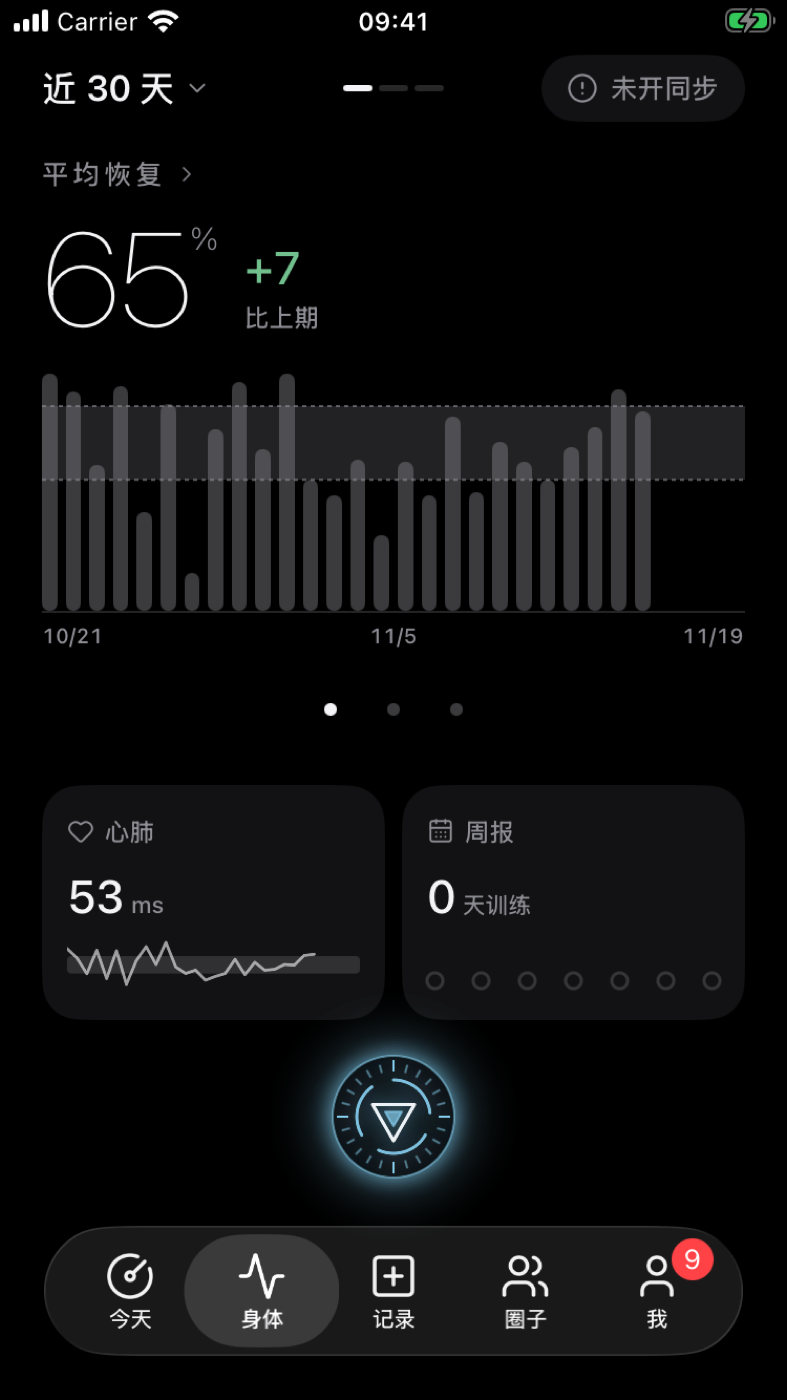 Carrier 09:41
近 30 天 未开同步
平均恢复
65% +7
比上期
10/21 11/5 11/19
心肺 周报
53 ms 0 天训练
9
今天 身体 记录 圈子 我